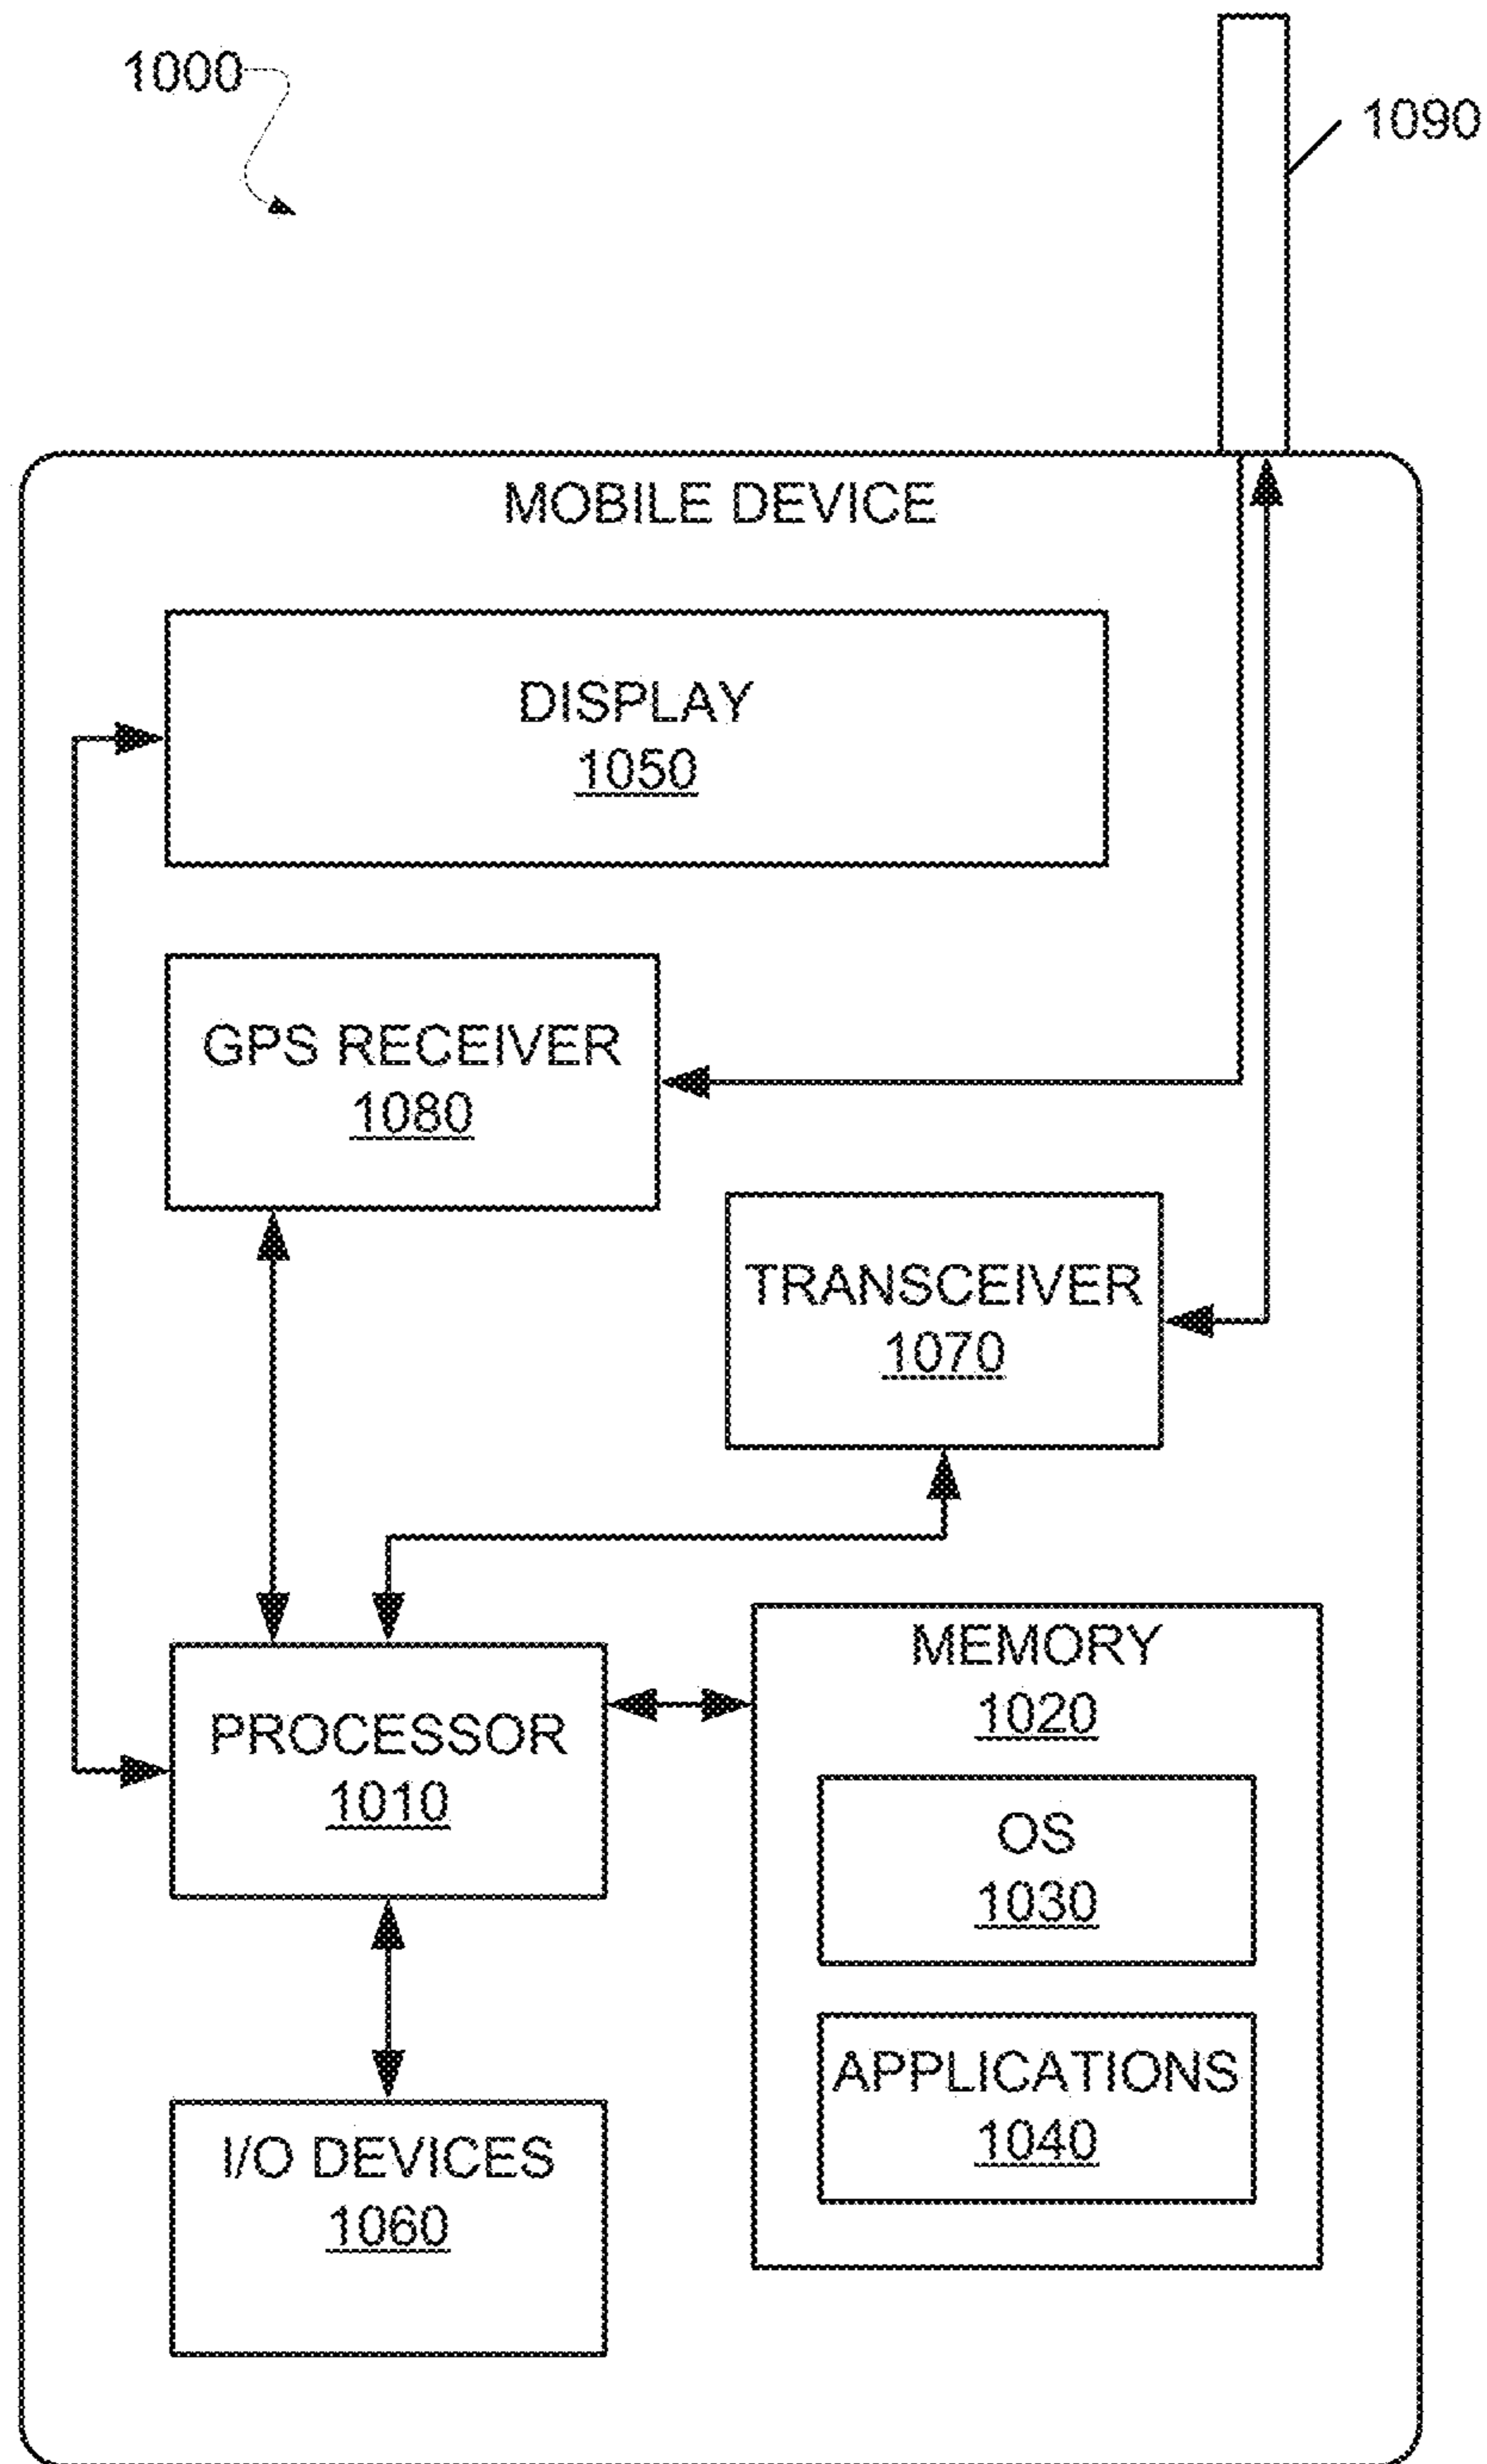 1000
1090
MOBILE DEVICE
DISPLAY
1050
GPS RECEIVER
1080
TRANSCEIVER
1070
PROCESSOR
1010
MEMORY
1020
OS
1030
APPLICATIONS
1040
I/O DEVICES
1060